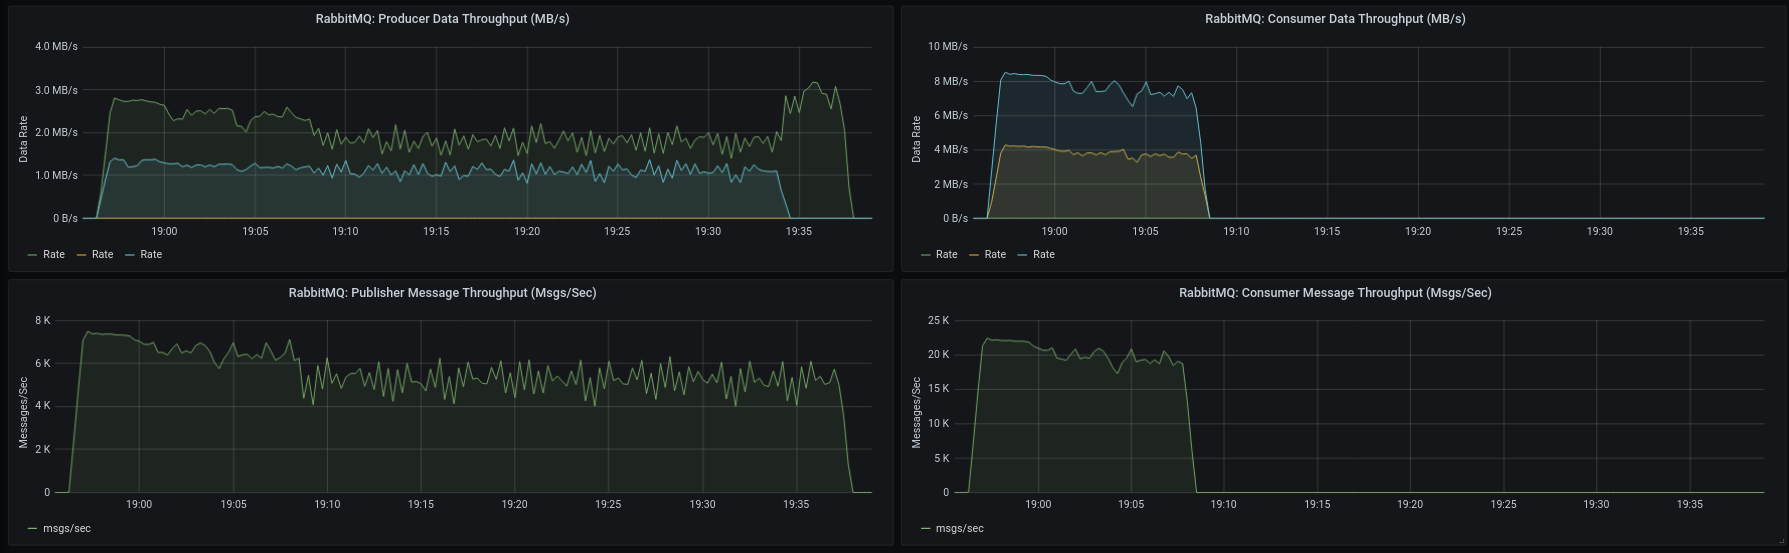 RabbitMQ: Producer Data Throughput (MB/s)
Data Rate
4.0 MB/s
3.0 MB/s
2.0 MB/s
1.0 MB/s
0 B/s
19:00 19:05 19:10 19:15 19:20 19:25 19:30 19:35
Rate Rate Rate
RabbitMQ: Consumer Data Throughput (MB/s)
Data Rate
10 MB/s
8 MB/s
6 MB/s
4 MB/s
2 MB/s
0 B/s
19:00 19:05 19:10 19:15 19:20 19:25 19:30 19:35
Rate Rate Rate
RabbitMQ: Publisher Message Throughput (Msgs/Sec)
Messages/Sec
8 K
6 K
4 K
2 K
0
19:00 19:05 19:10 19:15 19:20 19:25 19:30 19:35
msgs/sec
RabbitMQ: Consumer Message Throughput (Msgs/Sec)
Messages/Sec
25 K
20 K
15 K
10 K
5 K
0
19:00 19:05 19:10 19:15 19:20 19:25 19:30 19:35
msgs/sec